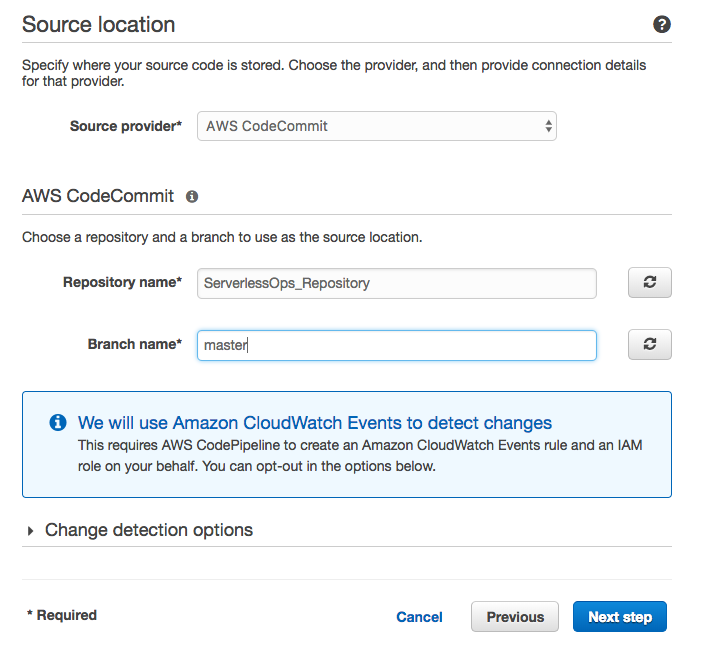 Source location
Specify where your source code is stored. Choose the provider, and then provide connection details
for that provider.
Source provider* AWS CodeCommit
AWS CodeCommit
Choose a repository and a branch to use as the source location.
Repository name* ServerlessOps_Repository
Branch name* master
We will use Amazon CloudWatch Events to detect changes
This requires AWS CodePipeline to create an Amazon CloudWatch Events rule and an IAM
role on your behalf. You can opt-out in the options below.
Change detection options
* Required Cancel Previous Next step